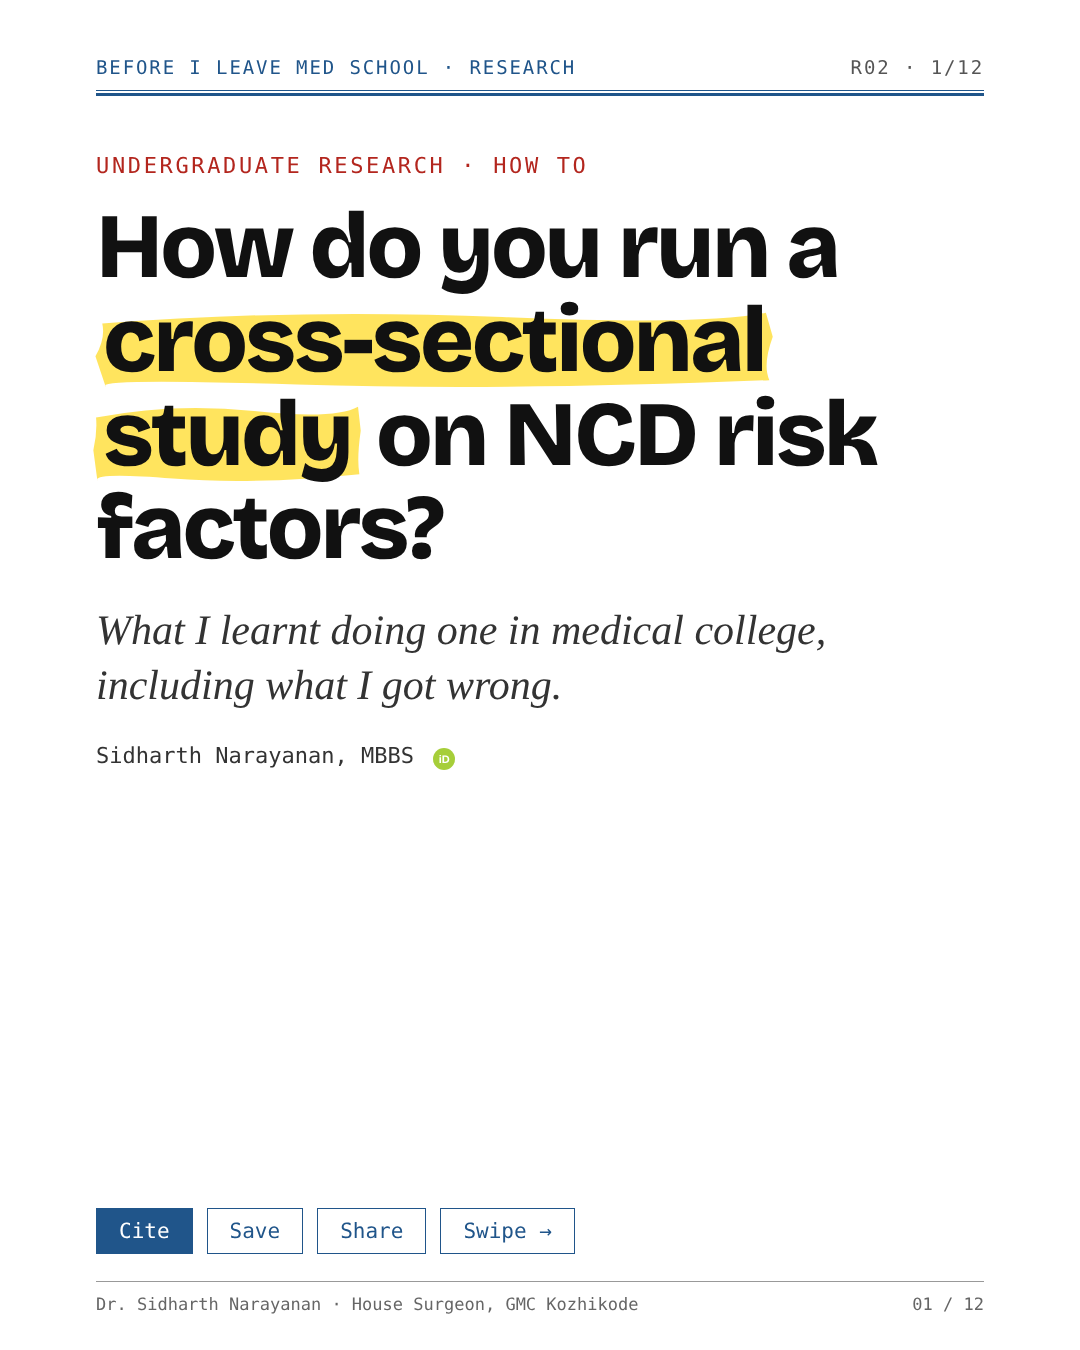 BEFORE I LEAVE MED SCHOOL · RESEARCH
R02 · 1/12
UNDERGRADUATE RESEARCH · HOW TO
How do you run a
cross-sectional
study on NCD risk
factors?
What I learnt doing one in medical college,
including what I got wrong.
Sidharth Narayanan, MBBS iD
Cite
Save
Share
Swipe →
Dr. Sidharth Narayanan · House Surgeon, GMC Kozhikode
01 / 12